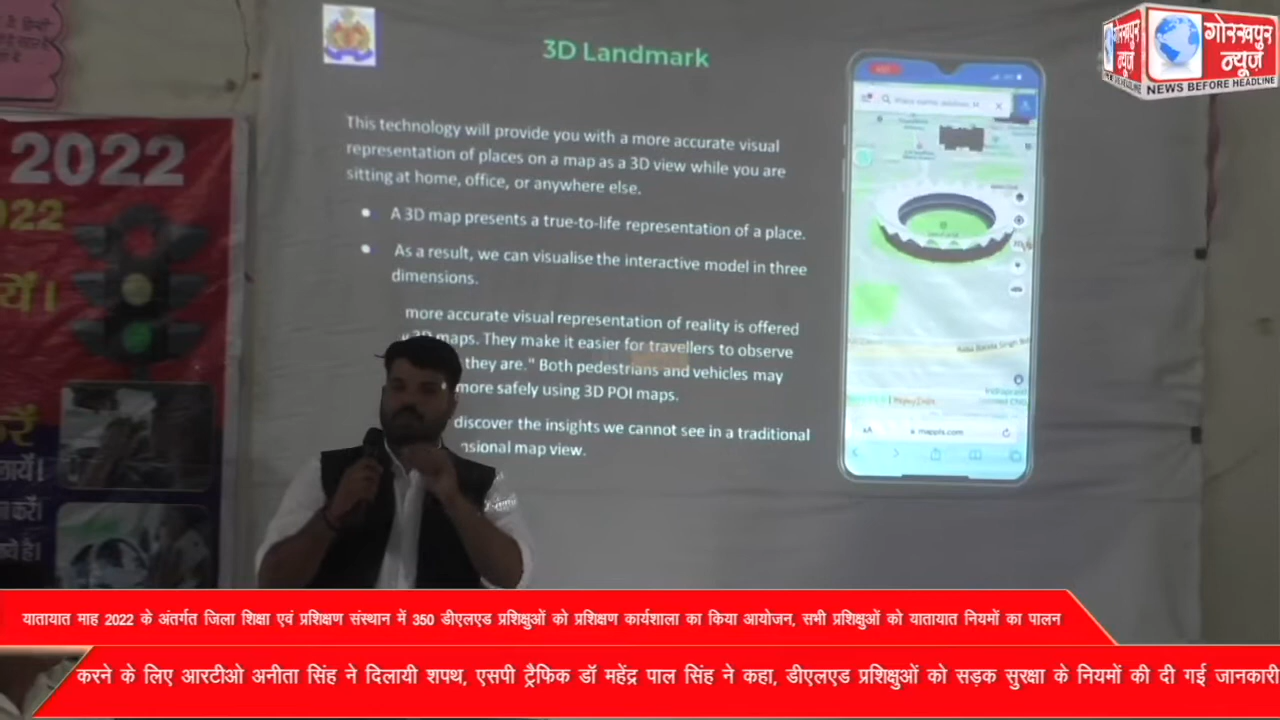 3D Landmark
This technology will provide you with a more accurate visual
representation of places on a map as a 3D view while you are
sitting at home, office, or anywhere else.
A 3D map presents a true-to-life representation of a place.
As a result, we can visualise the interactive model in three
dimensions.
more accurate visual representation of reality is offered
3D maps. They make it easier for travellers to observe
they are." Both pedestrians and vehicles may
more safely using 3D POI maps.
discover the insights we cannot see in a traditional
nsional map view.
mappls.com
गोरखपुर
न्यूज़
NEWS BEFORE HEADLINE
2022
2022
यें।
करें
करें।
यातायात माह 2022 के अंतर्गत जिला शिक्षा एवं प्रशिक्षण संस्थान में 350 डीएलएड प्रशिक्षुओं को प्रशिक्षण कार्यशाला का किया आयोजन, सभी प्रशिक्षुओं को यातायात नियमों का पालन
करने के लिए आरटीओ अनीता सिंह ने दिलायी शपथ, एसपी ट्रैफिक डॉ महेंद्र पाल सिंह ने कहा, डीएलएड प्रशिक्षुओं को सड़क सुरक्षा के नियमों की दी गई जानकारी